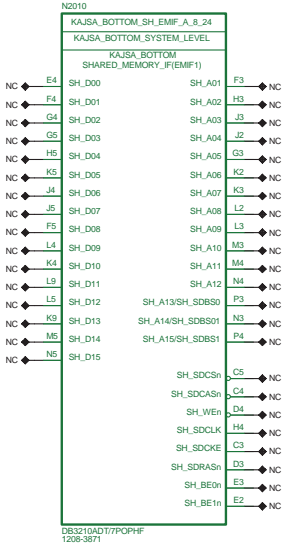 N2010
KAJSA_BOTTOM_SH_EMIF_A_8_24
KAJSA_BOTTOM_SYSTEM_LEVEL
KAJSA_BOTTOM
SHARED_MEMORY_IF(EMIF1)
NC E4 SH_D00 SH_A01 F3 NC
NC F4 SH_D01 SH_A02 H3 NC
NC G4 SH_D02 SH_A03 J3 NC
NC G5 SH_D03 SH_A04 J2 NC
NC H5 SH_D04 SH_A05 G3 NC
NC K5 SH_D05 SH_A06 K2 NC
NC J4 SH_D06 SH_A07 K3 NC
NC J5 SH_D07 SH_A08 L2 NC
NC F5 SH_D08 SH_A09 L3 NC
NC L4 SH_D09 SH_A10 M3 NC
NC K4 SH_D10 SH_A11 M4 NC
NC L9 SH_D11 SH_A12 N4 NC
NC L5 SH_D12 SH_A13/SH_SDBS0 P3 NC
NC K9 SH_D13 SH_A14/SH_SDBS01 N3 NC
NC M5 SH_D14 SH_A15/SH_SDBS1 P4 NC
NC N5 SH_D15
SH_SDCSn C5 NC
SH_SDCASn C4 NC
SH_WEn D4 NC
SH_SDCLK H4 NC
SH_SDCKE C3 NC
SH_SDRASn D3 NC
SH_BE0n E3 NC
SH_BE1n E2 NC
DB3210ADT/7POPHF
1208-3871